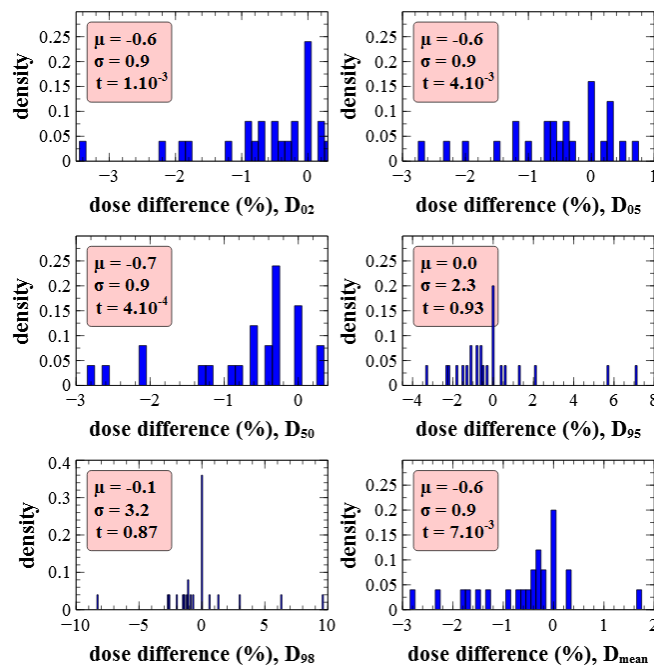 0.25
0.2
0.15
0.1
0.05
0
density
μ = -0.6
σ = 0.9
t = 1.10⁻³
−3 −2 −1 0
dose difference (%), D₀₂
0.25
0.2
0.15
0.1
0.05
0
density
μ = -0.6
σ = 0.9
t = 4.10⁻³
−3 −2 −1 0 1
dose difference (%), D₀₅
0.25
0.2
0.15
0.1
0.05
0
density
μ = -0.7
σ = 0.9
t = 4.10⁻⁴
−3 −2 −1 0
dose difference (%), D₅₀
0.25
0.2
0.15
0.1
0.05
0
density
μ = 0.0
σ = 2.3
t = 0.93
−4 −2 0 2 4 6 8
dose difference (%), D₉₅
0.4
0.3
0.2
0.1
0
density
μ = -0.1
σ = 3.2
t = 0.87
−10 −5 0 5 10
dose difference (%), D₉₈
0.25
0.2
0.15
0.1
0.05
0
density
μ = -0.6
σ = 0.9
t = 7.10⁻³
−3 −2 −1 0 1 2
dose difference (%), Dₘₑₐₙ